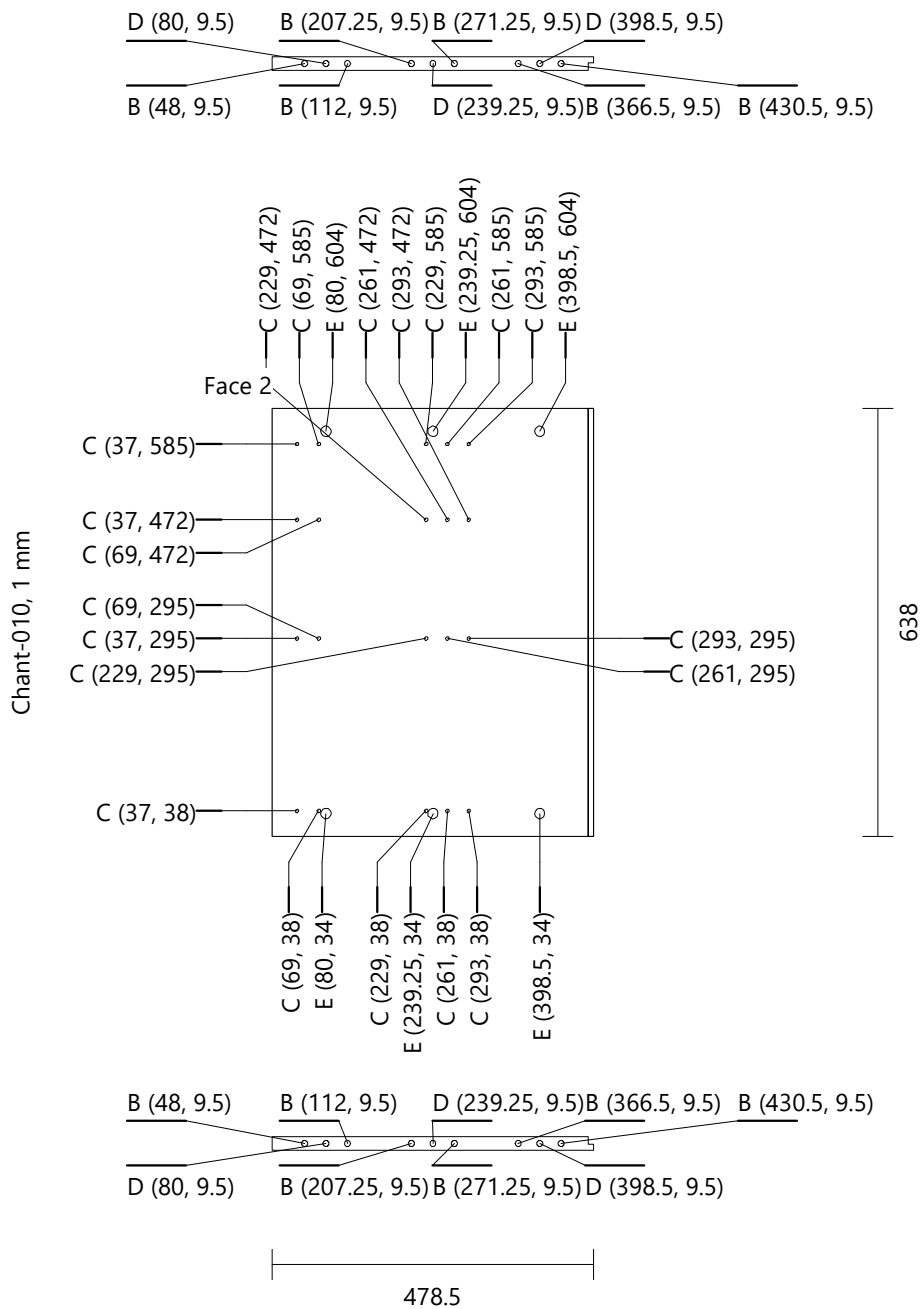 D (80, 9.5) B (207.25, 9.5) B (271.25, 9.5) D (398.5, 9.5)
B (48, 9.5) B (112, 9.5) D (239.25, 9.5) B (366.5, 9.5) B (430.5, 9.5)
C (229, 472)
C (69, 585)
E (80, 604)
C (261, 472)
C (293, 472)
C (229, 585)
E (239.25, 604)
C (261, 585)
C (293, 585)
E (398.5, 604)
Face 2
C (37, 585)
C (37, 472)
C (69, 472)
C (69, 295)
C (37, 295)
C (229, 295)
C (37, 38)
Chant-010, 1 mm
C (293, 295)
C (261, 295)
638
C (69, 38)
E (80, 34)
C (229, 38)
E (239.25, 34)
C (261, 38)
C (293, 38)
E (398.5, 34)
B (48, 9.5) B (112, 9.5) D (239.25, 9.5) B (366.5, 9.5) B (430.5, 9.5)
D (80, 9.5) B (207.25, 9.5) B (271.25, 9.5) D (398.5, 9.5)
478.5